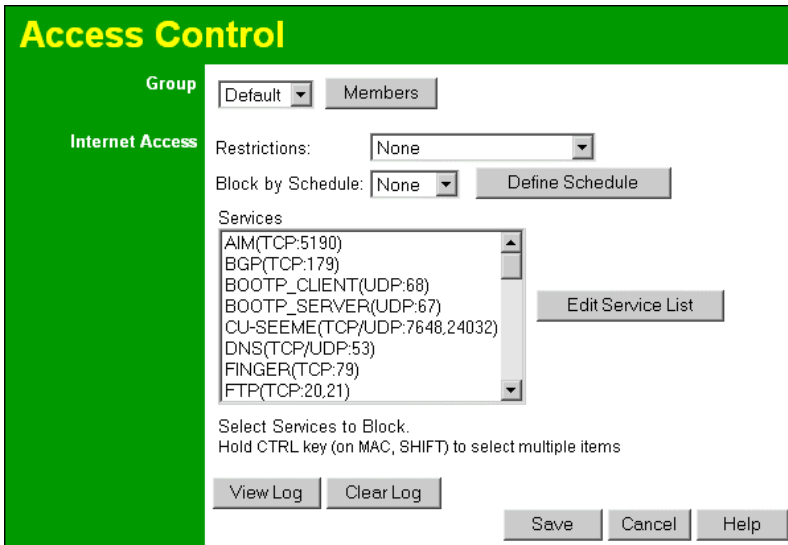 Access Control
Group
Default
Members
Internet Access
Restrictions:
None
Block by Schedule:
None
Define Schedule
Services
AIM(TCP:5190)
BGP(TCP:179)
BOOTP_CLIENT(UDP:68)
BOOTP_SERVER(UDP:67)
CU-SEEME(TCP/UDP:7648,24032)
DNS(TCP/UDP:53)
FINGER(TCP:79)
FTP(TCP:20,21)
Edit Service List
Select Services to Block.
Hold CTRL key (on MAC, SHIFT) to select multiple items
View Log
Clear Log
Save
Cancel
Help